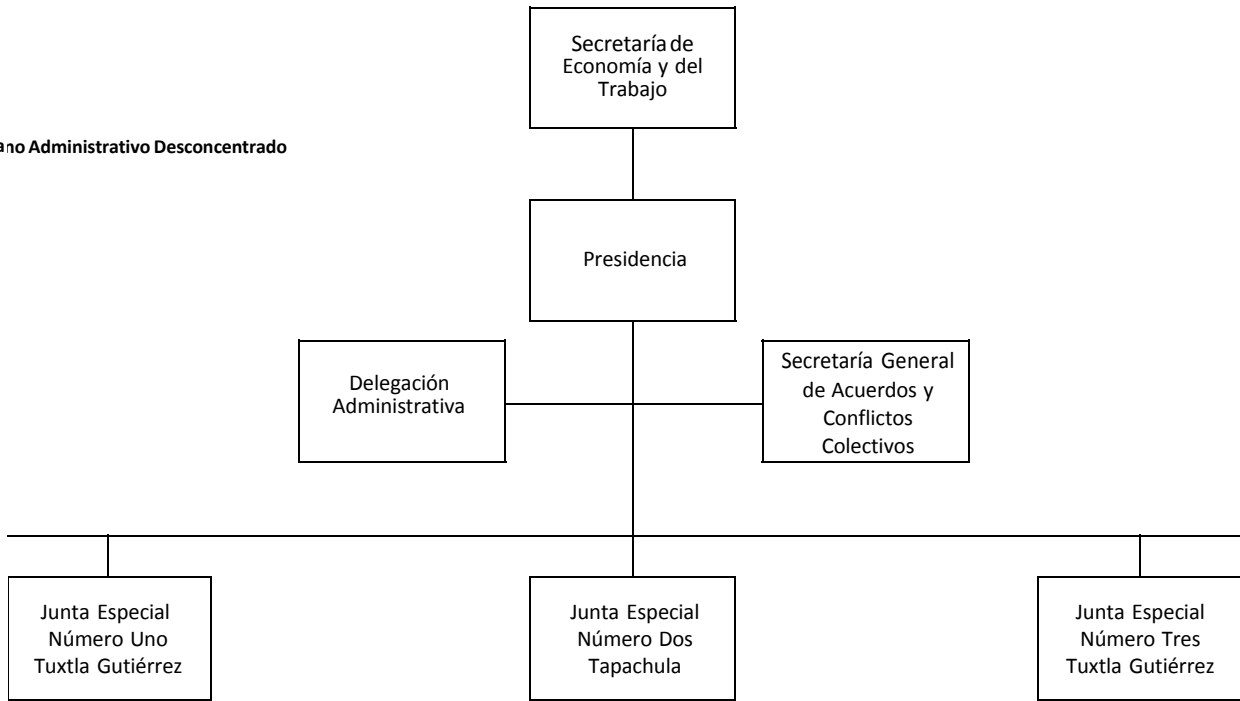 Secretaría de
Economía y del
Trabajo
ano Administrativo Desconcentrado
Presidencia
Delegación
Administrativa
Secretaría General
de Acuerdos y
Conflictos
Colectivos
Junta Especial
Número Uno
Tuxtla Gutiérrez
Junta Especial
Número Dos
Tapachula
Junta Especial
Número Tres
Tuxtla Gutiérrez